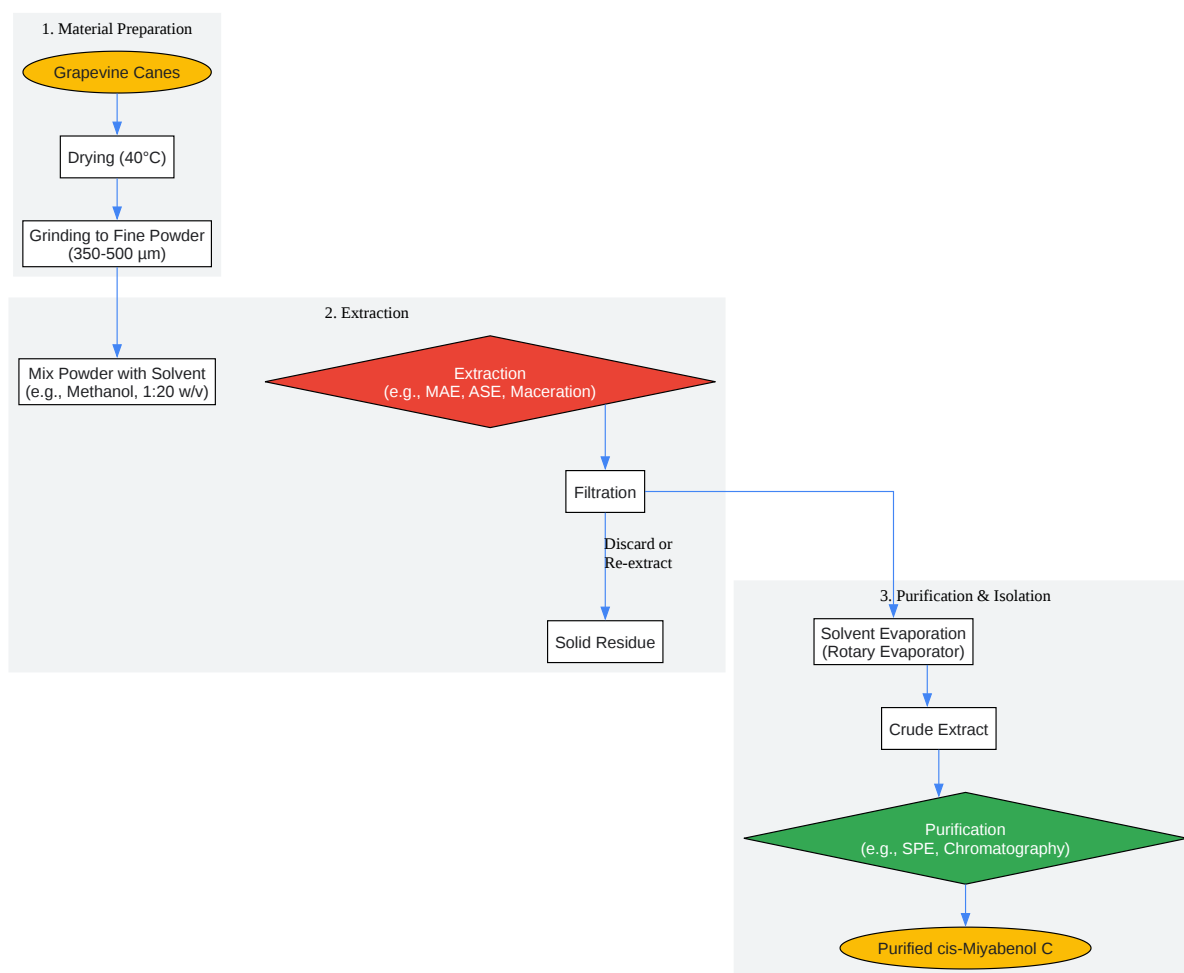 1. Material Preparation
Grapevine Canes
Drying (40°C)
Grinding to Fine Powder
(350-500 µm)
2. Extraction
Mix Powder with Solvent
(e.g., Methanol, 1:20 w/v)
Extraction
(e.g., MAE, ASE, Maceration)
Filtration
Discard or
Re-extract
Solid Residue
3. Purification & Isolation
Solvent Evaporation
(Rotary Evaporator)
Crude Extract
Purification
(e.g., SPE, Chromatography)
Purified cis-Miyabenol C